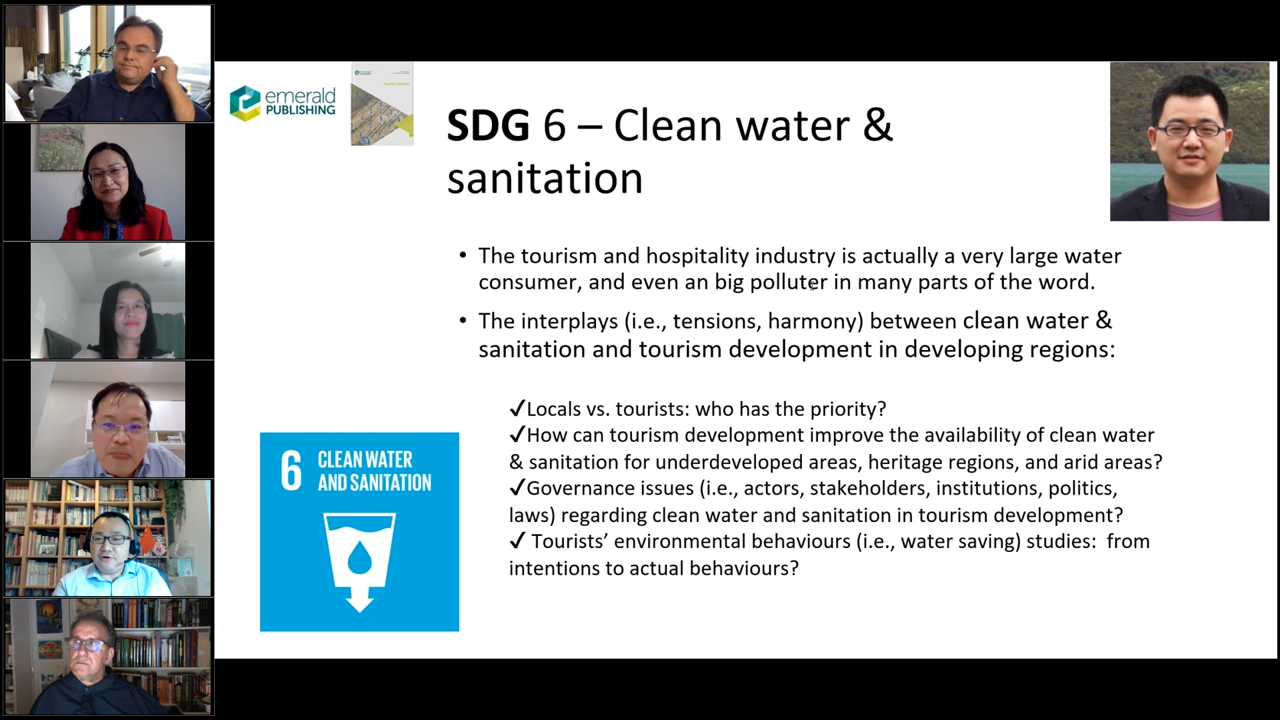 emerald
PUBLISHING
SDG 6 – Clean water &
sanitation
• The tourism and hospitality industry is actually a very large water
consumer, and even an big polluter in many parts of the word.
• The interplays (i.e., tensions, harmony) between clean water &
sanitation and tourism development in developing regions:
✓Locals vs. tourists: who has the priority?
✓How can tourism development improve the availability of clean water
& sanitation for underdeveloped areas, heritage regions, and arid areas?
✓Governance issues (i.e., actors, stakeholders, institutions, politics,
laws) regarding clean water and sanitation in tourism development?
✓ Tourists’ environmental behaviours (i.e., water saving) studies: from
intentions to actual behaviours?
6 CLEAN WATER
AND SANITATION